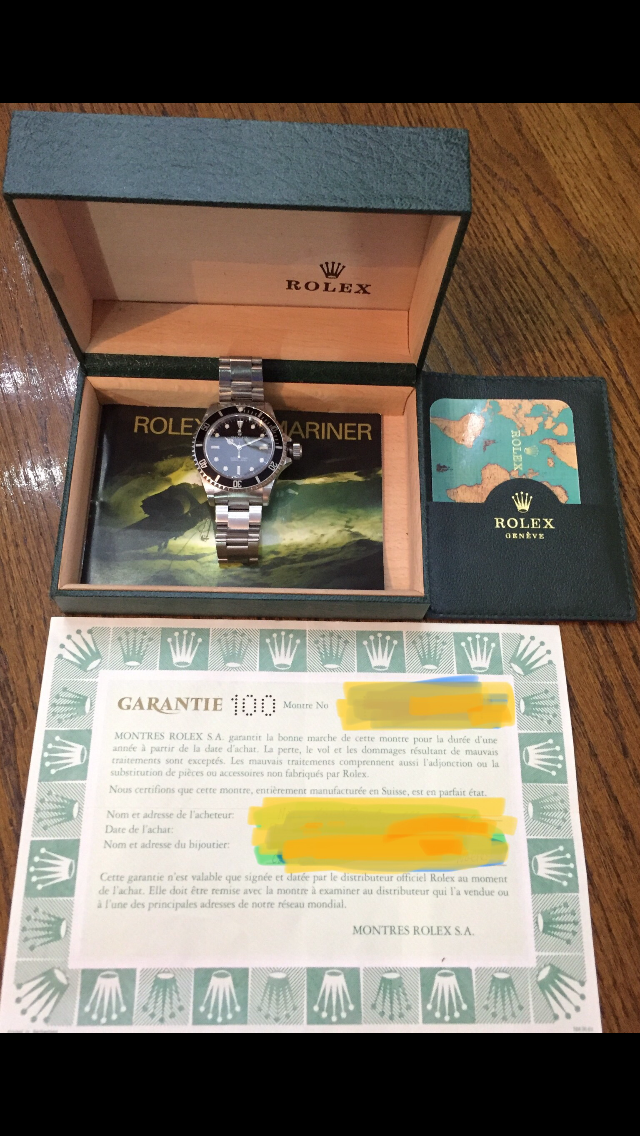 ROLEX
ROLEX MARINER
ROLEX
ROLEX
GENÈVE
GARANTIE 100 Montre No
MONTRES ROLEX S.A. garantit la bonne marche de cette montre pour la durée d'une
année à partir de la date d'achat. La perte, le vol et les dommages résultant de mauvais
traitements sont exceptés. Les mauvais traitements comprennent aussi l'adjonction ou la
substitution de pièces ou accessoires non fabriqués par Rolex.
Nous certifions que cette montre, entièrement manufacturée en Suisse, est en parfait état.
Nom et adresse de l'acheteur:
Date de l'achat:
Nom et adresse du bijoutier:
Cette garantie n'est valable que signée et datée par le distributeur officiel Rolex au moment
de l'achat. Elle doit être remise avec la montre à examiner au distributeur qui l'a vendue ou
à l'une des principales adresses de notre réseau mondial.
MONTRES ROLEX S.A.